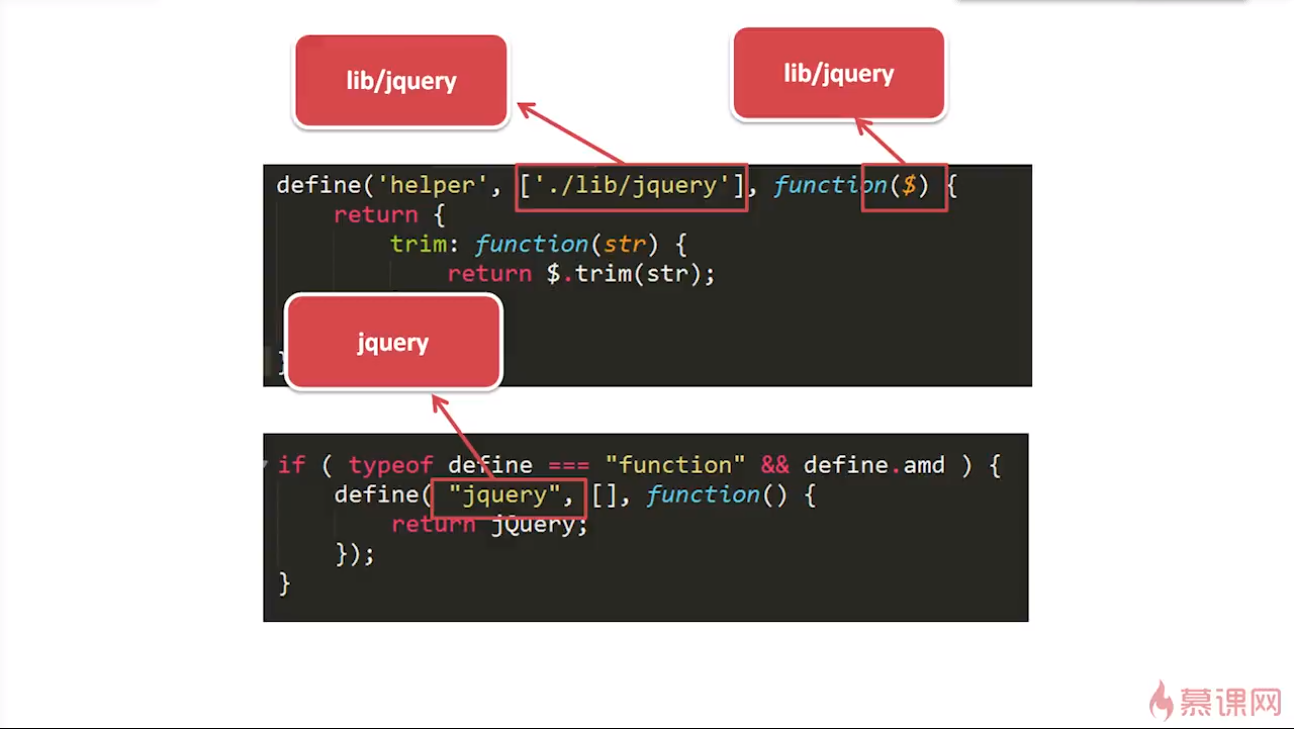 lib/jquery
lib/jquery
define('helper', ['./lib/jquery'], function($) {
return {
trim: function(str) {
return $.trim(str);
jquery
}
if ( typeof define === "function" && define.amd ) {
define( "jquery", [], function() {
return jQuery;
});
}
慕课网